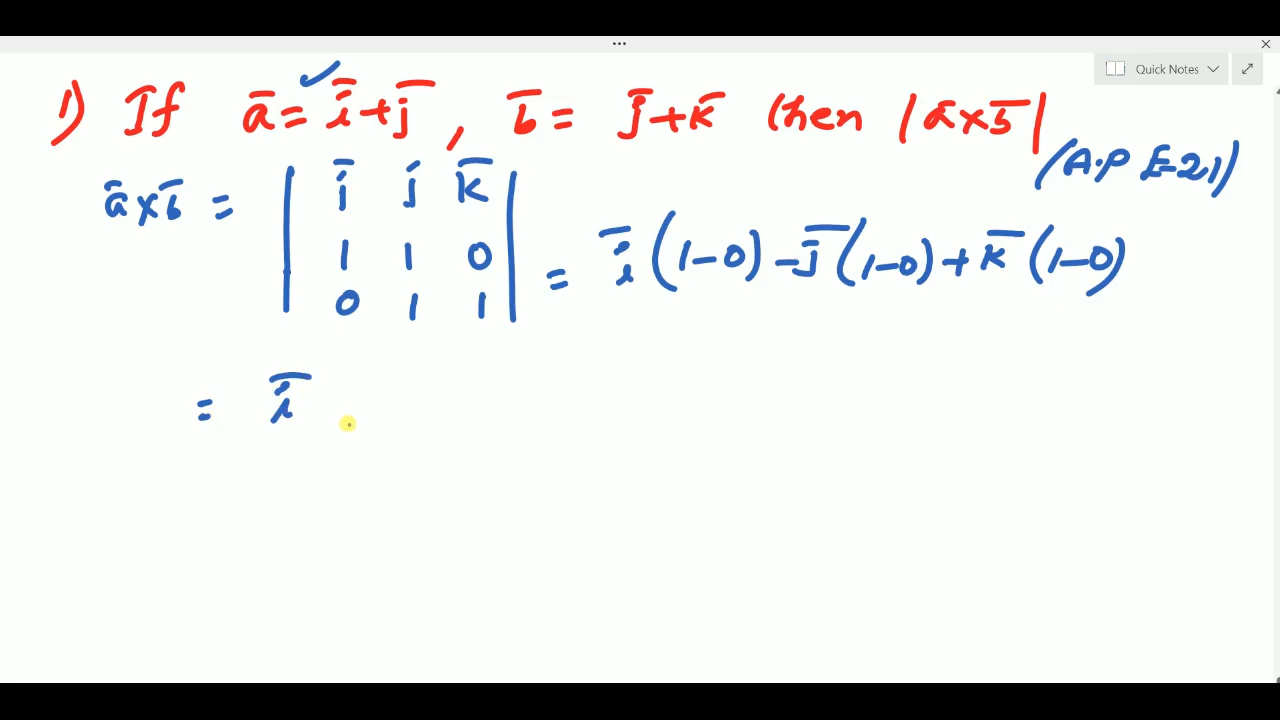 Quick Notes
1) If a̅ = i̅ + j̅, b̅ = j̅ + k̅ then |a̅ × b̅|
(A.P E-21)
a̅ × b̅ = | i̅ j̅ k̅ |
| 1 1 0 | = i̅ (1-0) - j̅ (1-0) + k̅ (1-0)
| 0 1 1 |
= i̅